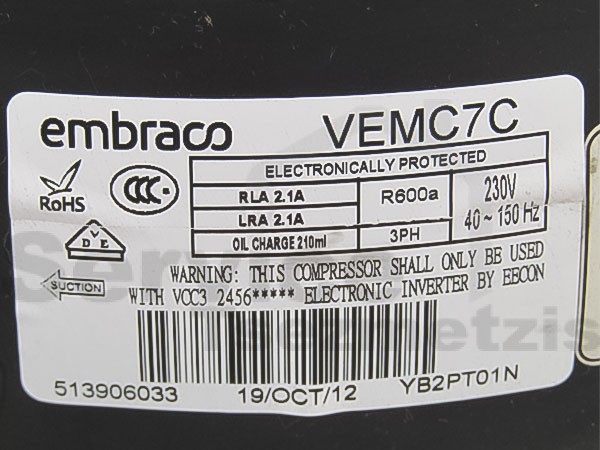 embraco VEMC7C
ELECTRONICALLY PROTECTED
RoHS CCC RLA 2.1A R600a 230V
LRA 2.1A 40~150 Hz
VDE OIL CHARGE 210ml 3PH
SUCTION WARNING: THIS COMPRESSOR SHALL ONLY BE USED
WITH VCC3 2456***** ELECTRONIC INVERTER BY EECON
513906033 19/OCT/12 YB2PT01N